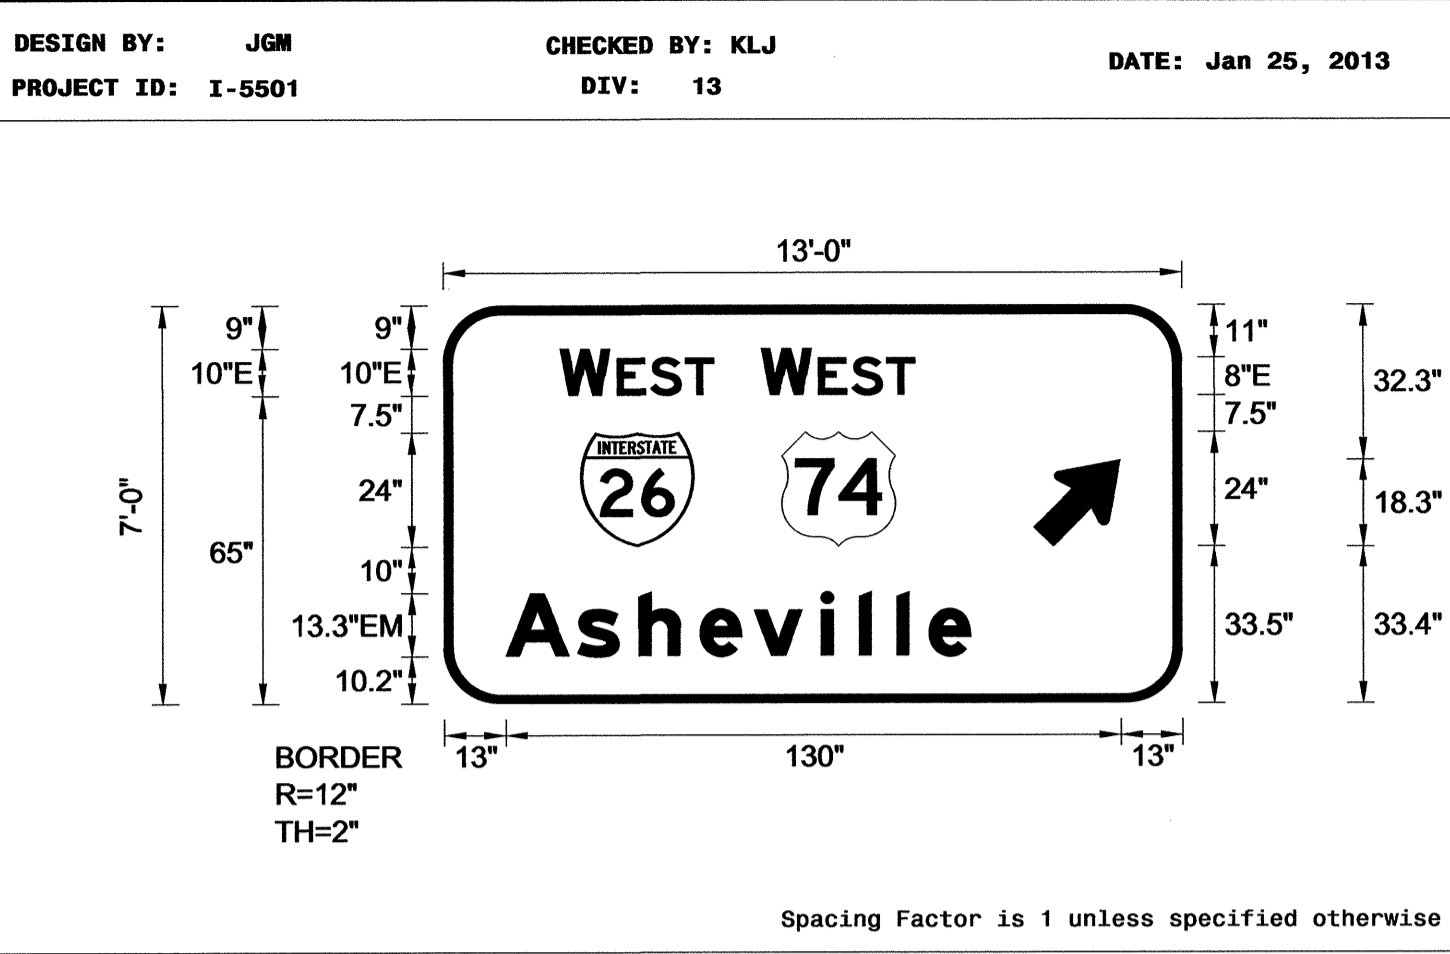 DESIGN BY: JGM
CHECKED BY: KLJ
DATE: Jan 25, 2013
PROJECT ID: I-5501
DIV: 13
13'-0"
9"
9"
11"
10"E
10"E
WEST WEST
8"E
32.3"
7.5"
7.5"
INTERSTATE
26
74
24"
24"
18.3"
7'-0"
65"
10"
13.3"EM
Asheville
33.5"
33.4"
10.2"
13"
130"
13"
BORDER
R=12"
TH=2"
Spacing Factor is 1 unless specified otherwise